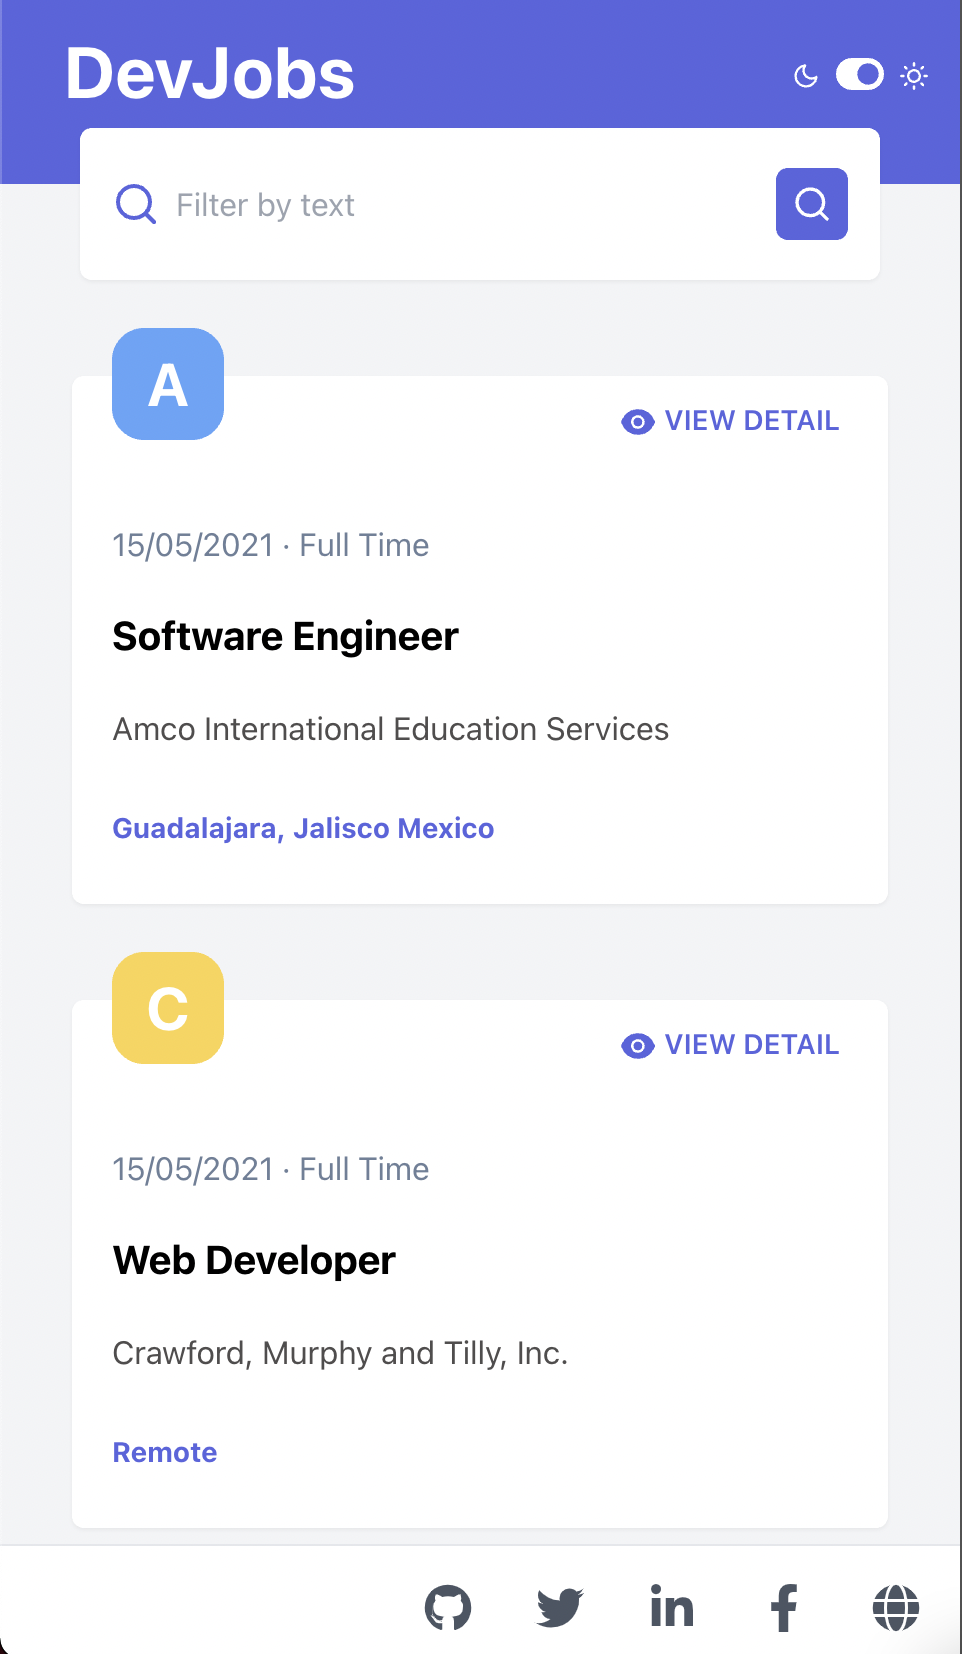 DevJobs
Filter by text
A
VIEW DETAIL
15/05/2021 · Full Time
Software Engineer
Amco International Education Services
Guadalajara, Jalisco Mexico
C
VIEW DETAIL
15/05/2021 · Full Time
Web Developer
Crawford, Murphy and Tilly, Inc.
Remote